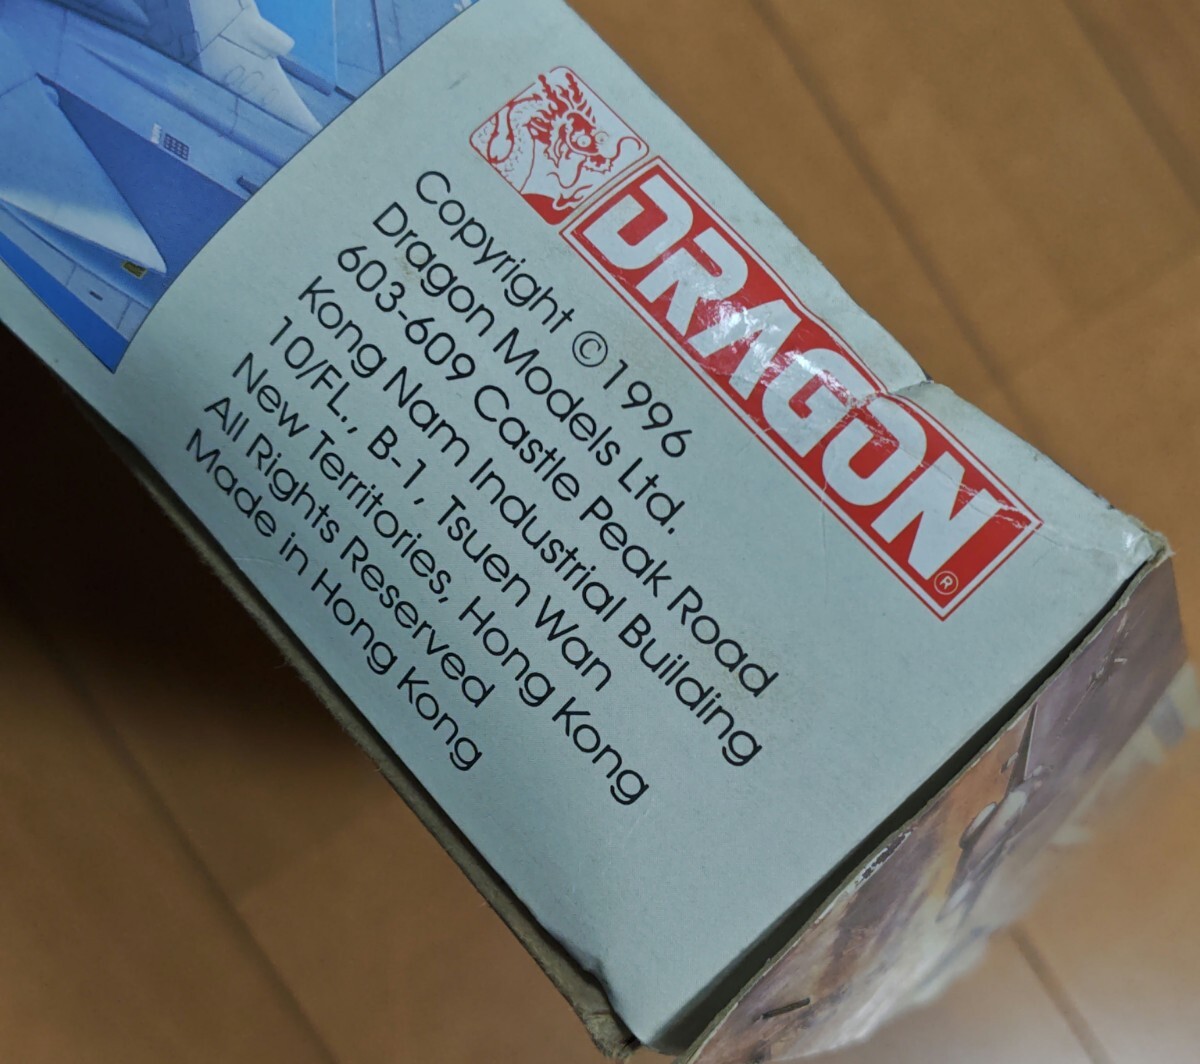 DRAGON®
Copyright ©1996
Dragon Models Ltd.
603-609 Castle Peak Road
Kong Nam Industrial Building
10/FL., B-1, Tsuen Wan
New Territories, Hong Kong
All Rights Reserved
Made in Hong Kong